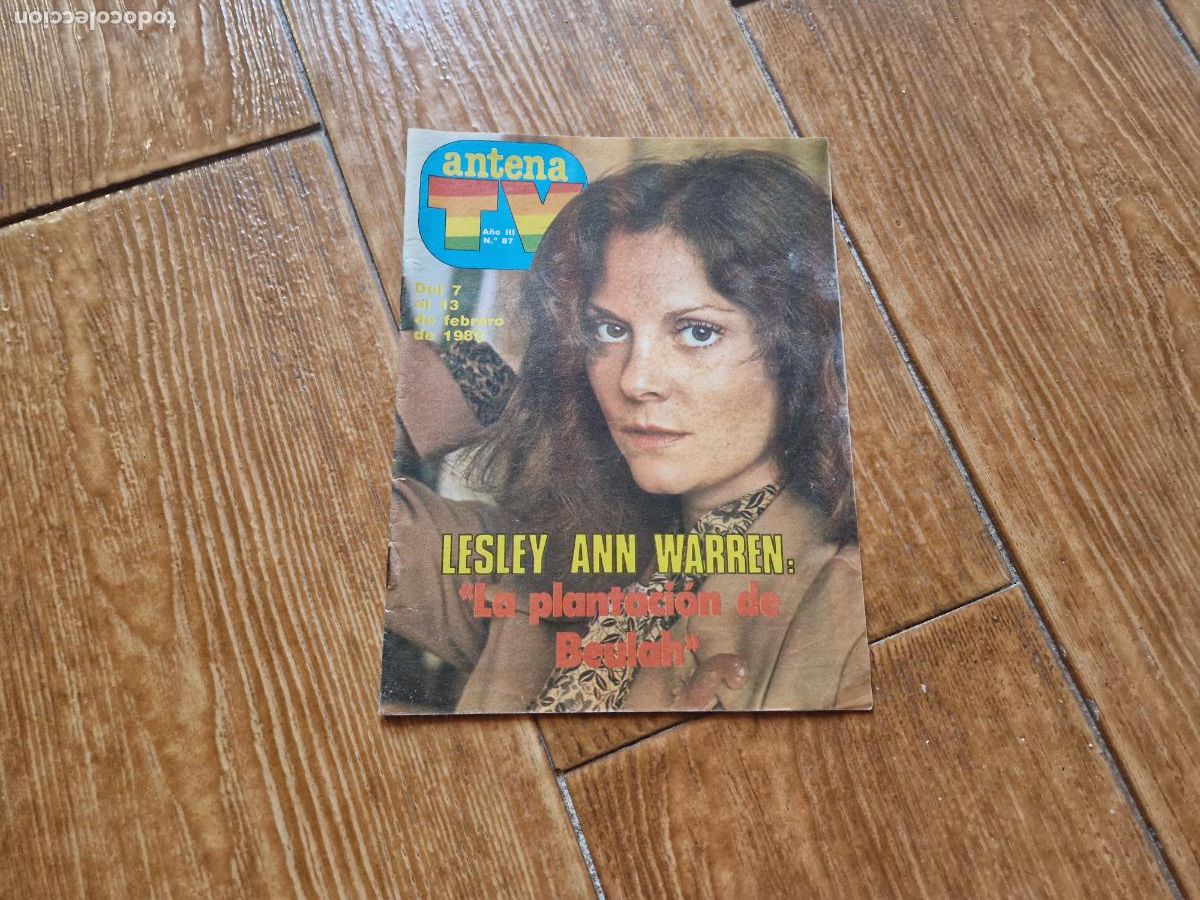 todocoleccion
antena
TV
Año III
N.° 87
Del 7
al 13
de febrero
de
LESLEY ANN WARREN:
“La plantación de
Beulah”